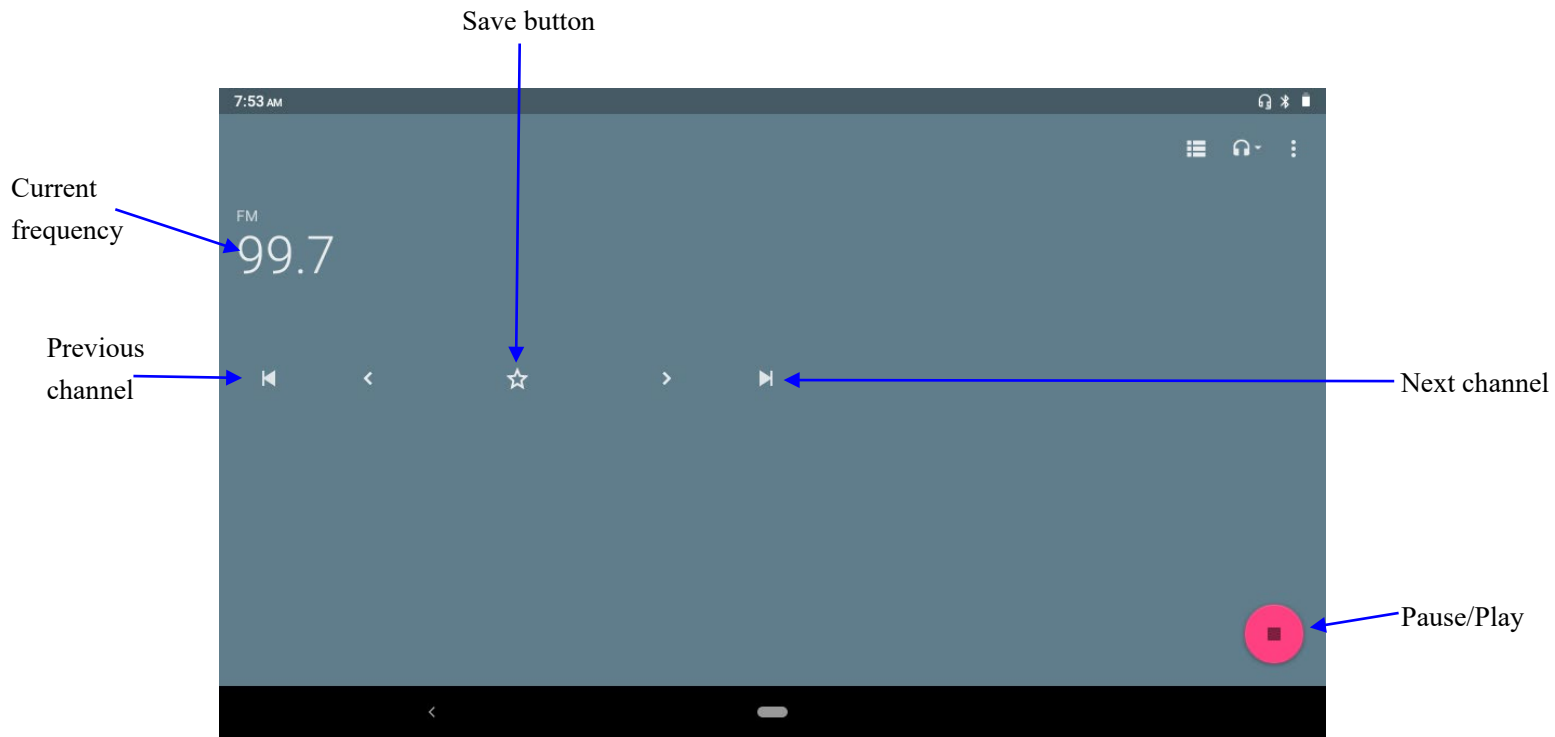 Save button
7:53 AM
Current
frequency
FM
99.7
Previous
channel
Next channel
Pause/Play